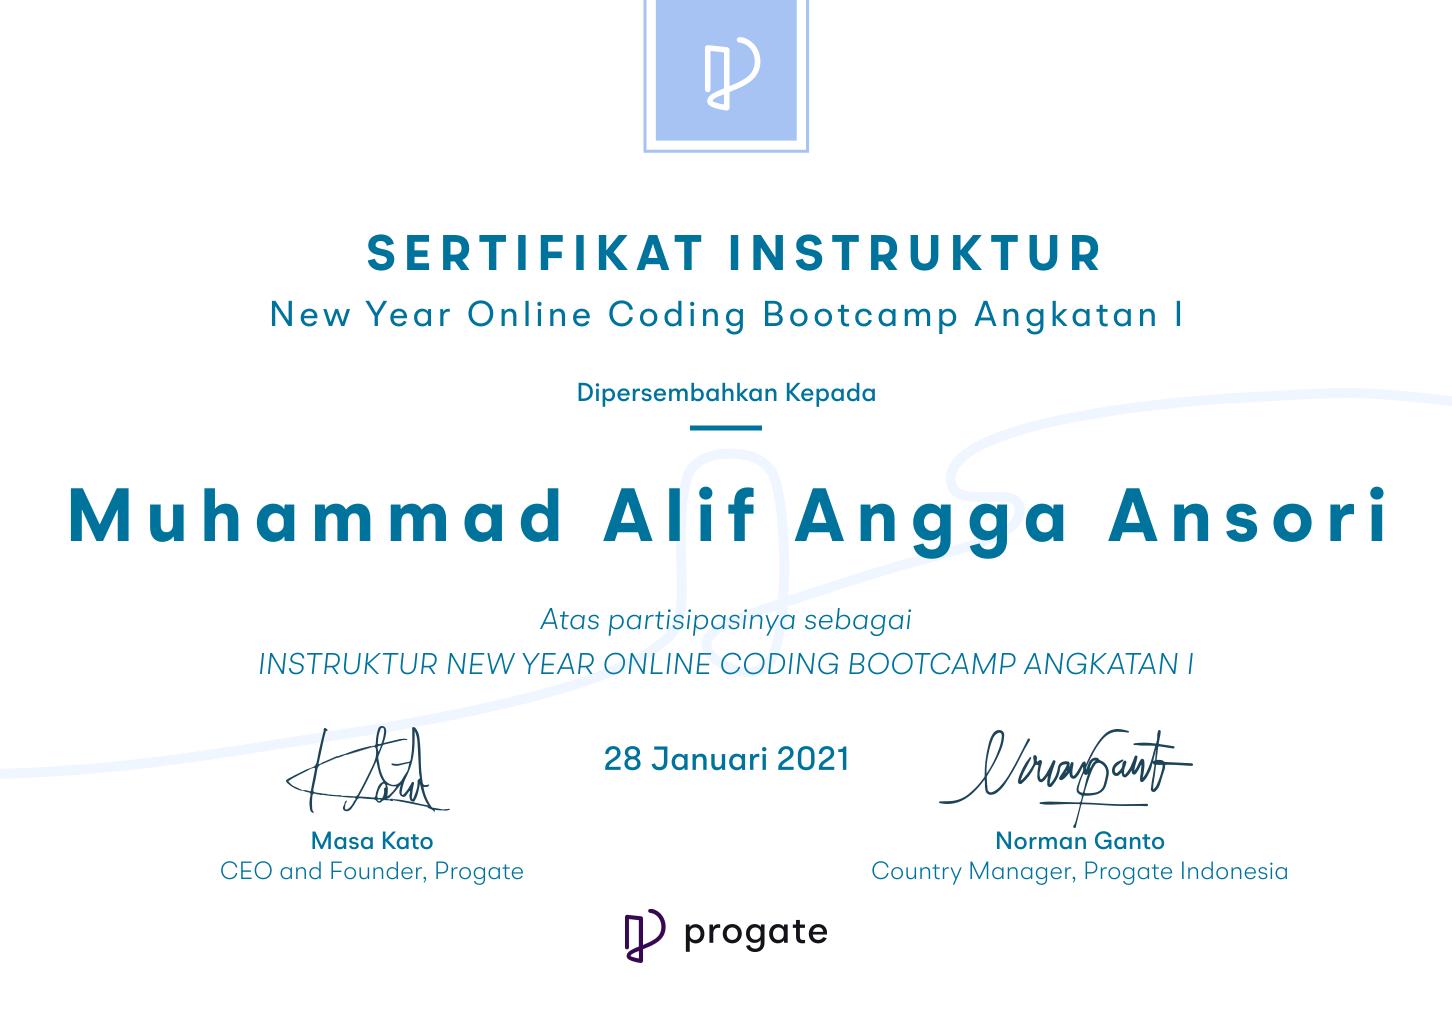 SERTIFIKAT INSTRUKTUR
New Year Online Coding Bootcamp Angkatan I
Dipersembahkan Kepada
Muhammad Alif Angga Ansori
Atas partisipasinya sebagai
INSTRUKTUR NEW YEAR ONLINE CODING BOOTCAMP ANGKATAN I
28 Januari 2021
Masa Kato
CEO and Founder, Progate
Norman Ganto
Country Manager, Progate Indonesia
progate